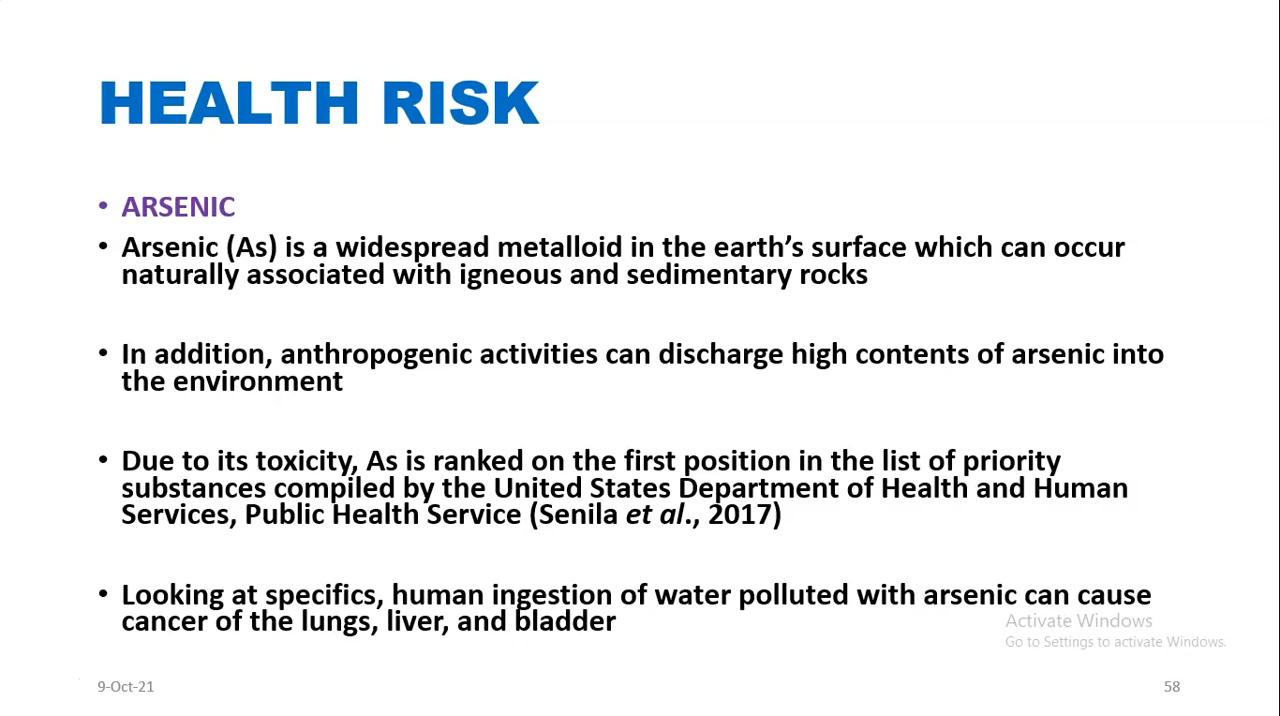 HEALTH RISK
• ARSENIC
• Arsenic (As) is a widespread metalloid in the earth’s surface which can occur
naturally associated with igneous and sedimentary rocks
• In addition, anthropogenic activities can discharge high contents of arsenic into
the environment
• Due to its toxicity, As is ranked on the first position in the list of priority
substances compiled by the United States Department of Health and Human
Services, Public Health Service (Senila et al., 2017)
• Looking at specifics, human ingestion of water polluted with arsenic can cause
cancer of the lungs, liver, and bladder
Activate Windows
Go to Settings to activate Windows.
9-Oct-21
58